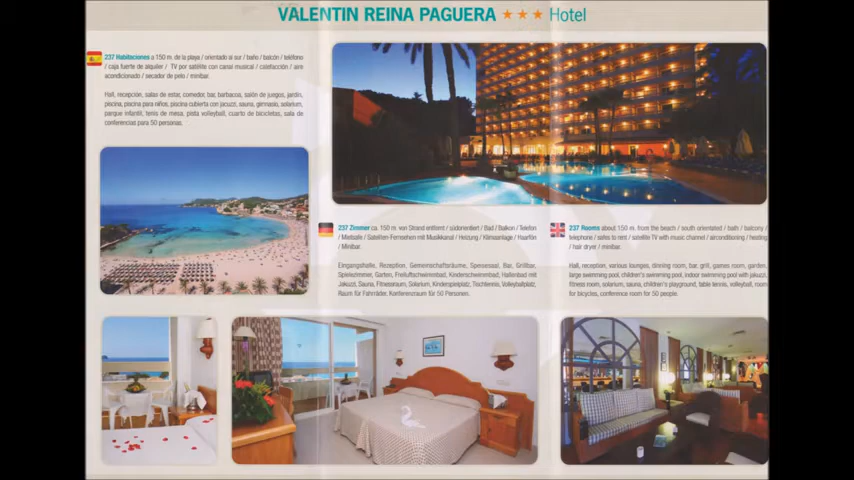 VALENTIN REINA PAGUERA ★★★ Hotel
237 Habitaciones a 150 m. de la playa / orientado al sur / baño / balcón / teléfono
/ caja fuerte de alquiler / TV por satélite con canal musical / calefacción / aire
acondicionado / secador de pelo / minibar.
Hall, recepción, salas de estar, comedor, bar, barbacoa, salón de juegos, jardín,
piscina, piscina para niños, piscina cubierta con jacuzzi, sauna, gimnasio, solarium,
parque infantil, tenis de mesa, pista volleyball, cuarto de bicicletas, sala de
conferencias para 50 personas.
237 Zimmer ca. 150 m. von Strand entfernt / südorientiert / Bad / Balkon / Telefon
/ Mietsafe / Satelliten-Fernsehen mit Musikkanal / Heizung / Klimaanlage / Haarfön
/ Minibar.
Eingangshalle, Reception, Gemeinschaftsräume, Speisesaal, Bar, Grillbar,
Spielezimmer, Garten, Freiluftschwimmbad, Kinderschwimmbad, Hallenbad mit
Jakuzzi, Sauna, Fitnessraum, Solarium, Kinderspielplatz, Tischtennis, Volleyballplatz,
Raum für Fahrräder. Konferenzraum für 50 Personen.
237 Rooms about 150 m. from the beach / south orientated / bath / balcony /
telephone / safes to rent / satellite TV with music channel / airconditioning / heating
/ hair dryer / minibar.
Hall, reception, various lounges, dinning room, bar, grill, games room, garden,
large swimming pool, children's swimming pool, indoor swimming pool with jakuzzi,
fitness room, solarium, sauna, children's playground, table tennis, volleyball, room
for bicycles, conference room for 50 people.